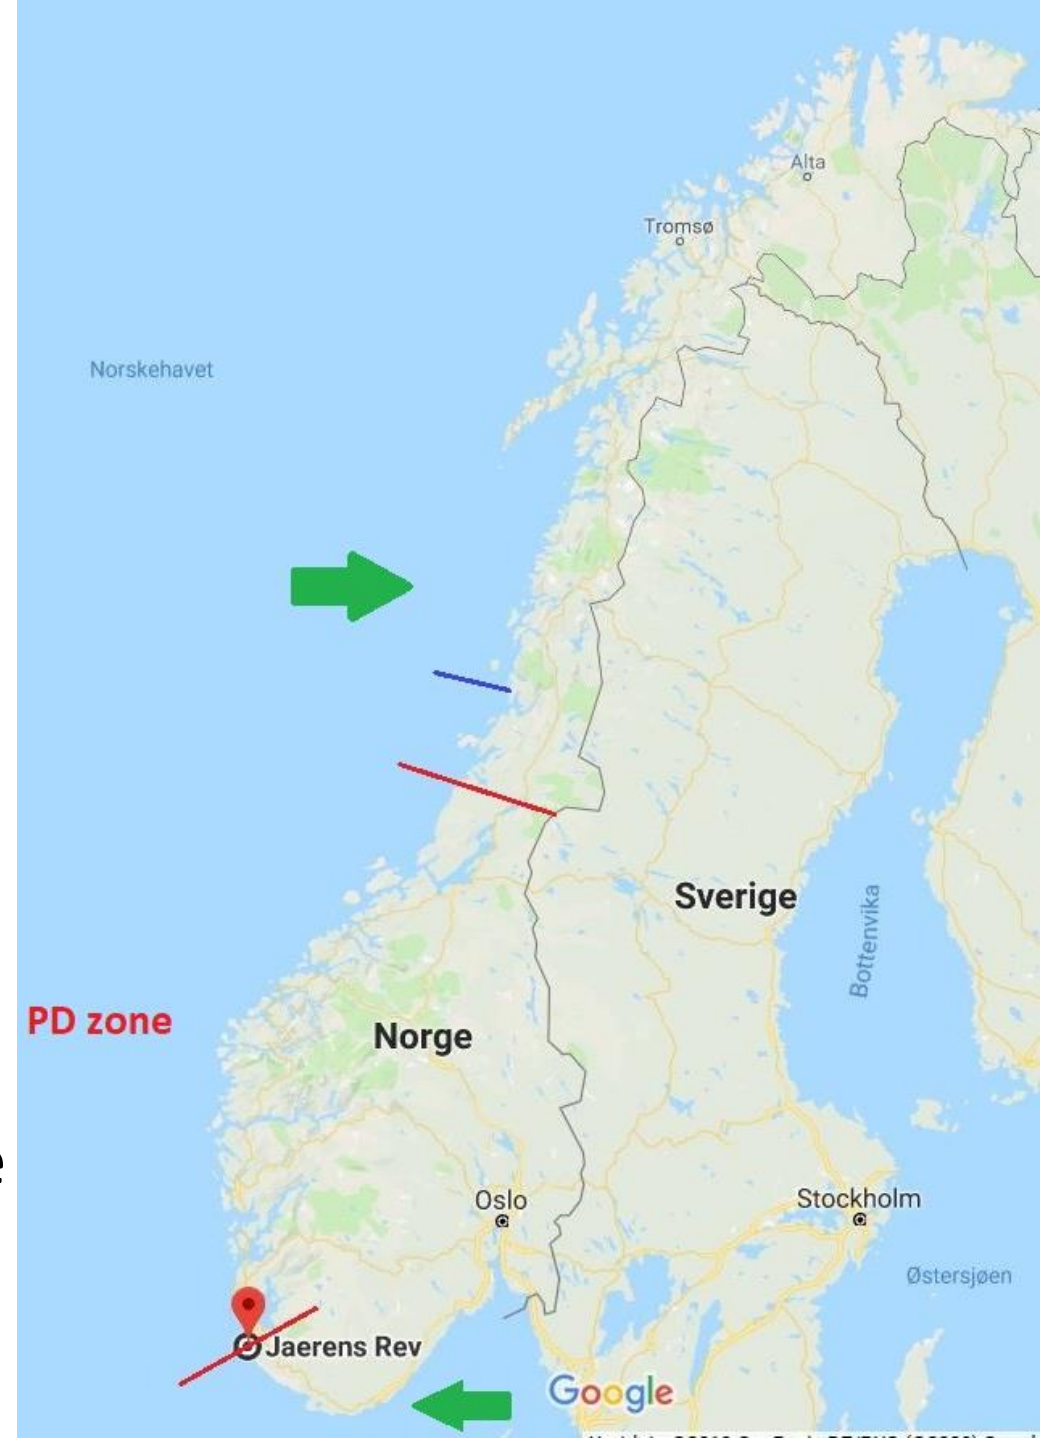 Alta
Tromsø
Norskehavet
Sverige
Bottenvika
PD zone
Norge
Oslo
Stockholm
Østersjøen
Jaerens Rev
Google